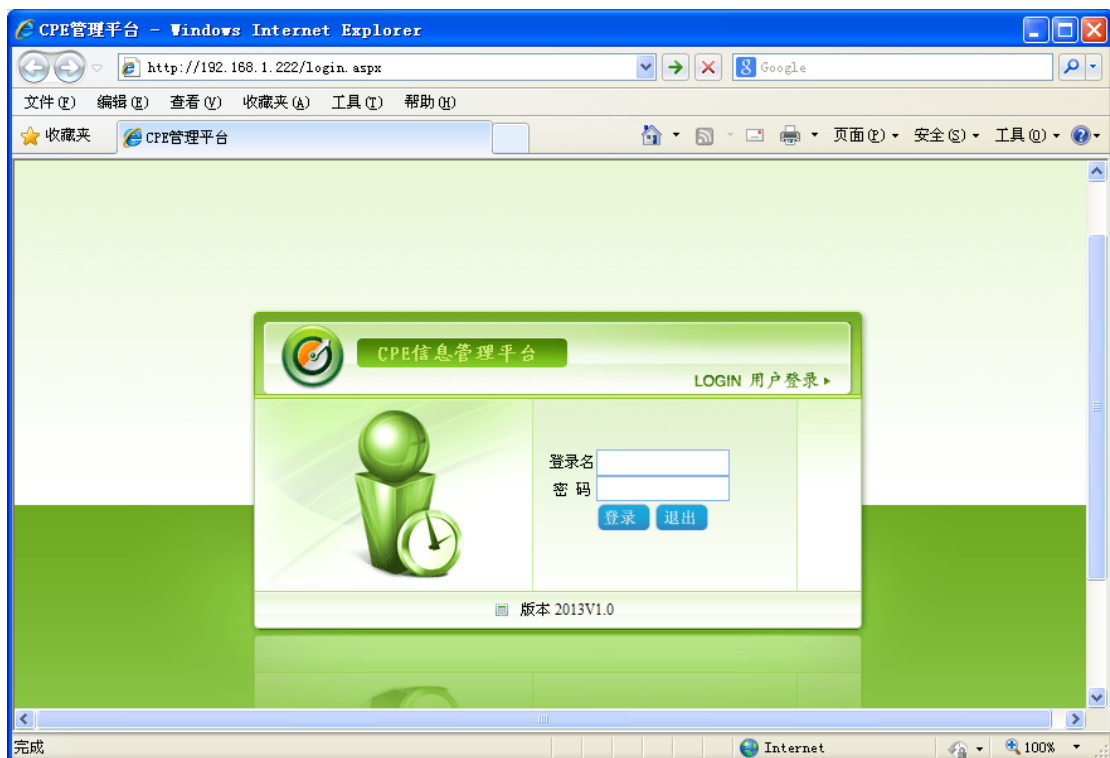 CPE管理平台 - Windows Internet Explorer
http://192.168.1.222/login.aspx
Google
文件(F) 编辑(E) 查看(V) 收藏夹(A) 工具(T) 帮助(H)
收藏夹 CPE管理平台 页面(P) 安全(S) 工具(O)
CPE信息管理平台
LOGIN 用户登录
登录名
密 码
登录 退出
版本 2013V1.0
完成 Internet 100%